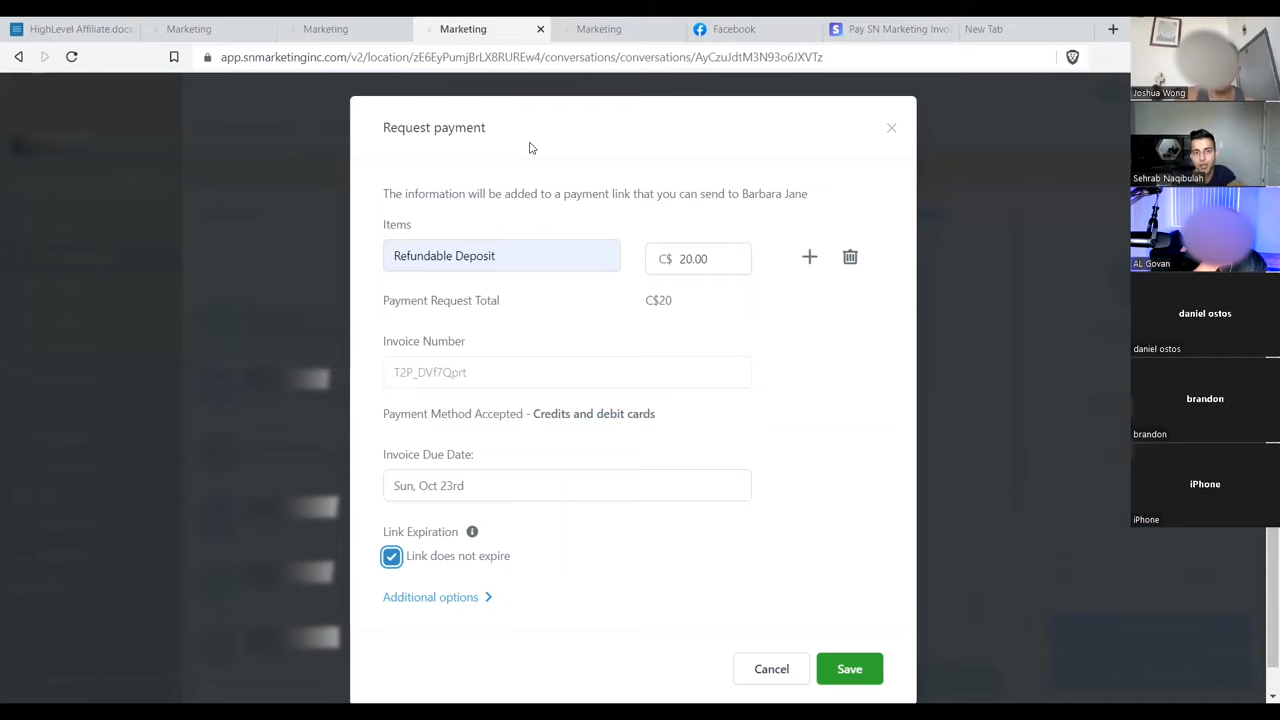 HighLevel Affiliate.docx
Marketing
Marketing
Marketing
Marketing
Facebook
Pay SN Marketing Invoi
New Tab
app.snmarketinginc.com/v2/location/zE6EyPumjBrLX8RUREw4/conversations/conversations/AyCzuJdtM3N93o6JXVTz
Request payment
The information will be added to a payment link that you can send to Barbara Jane
Items
Refundable Deposit
C$ 20.00
Payment Request Total
C$20
Invoice Number
T2P_DVf7Qprt
Payment Method Accepted - Credits and debit cards
Invoice Due Date:
Sun, Oct 23rd
Link Expiration
Link does not expire
Additional options
Cancel
Save
Joshua Wong
Sehrab Naqibulah
AL Govan
daniel ostos
daniel ostos
brandon
brandon
iPhone
iPhone